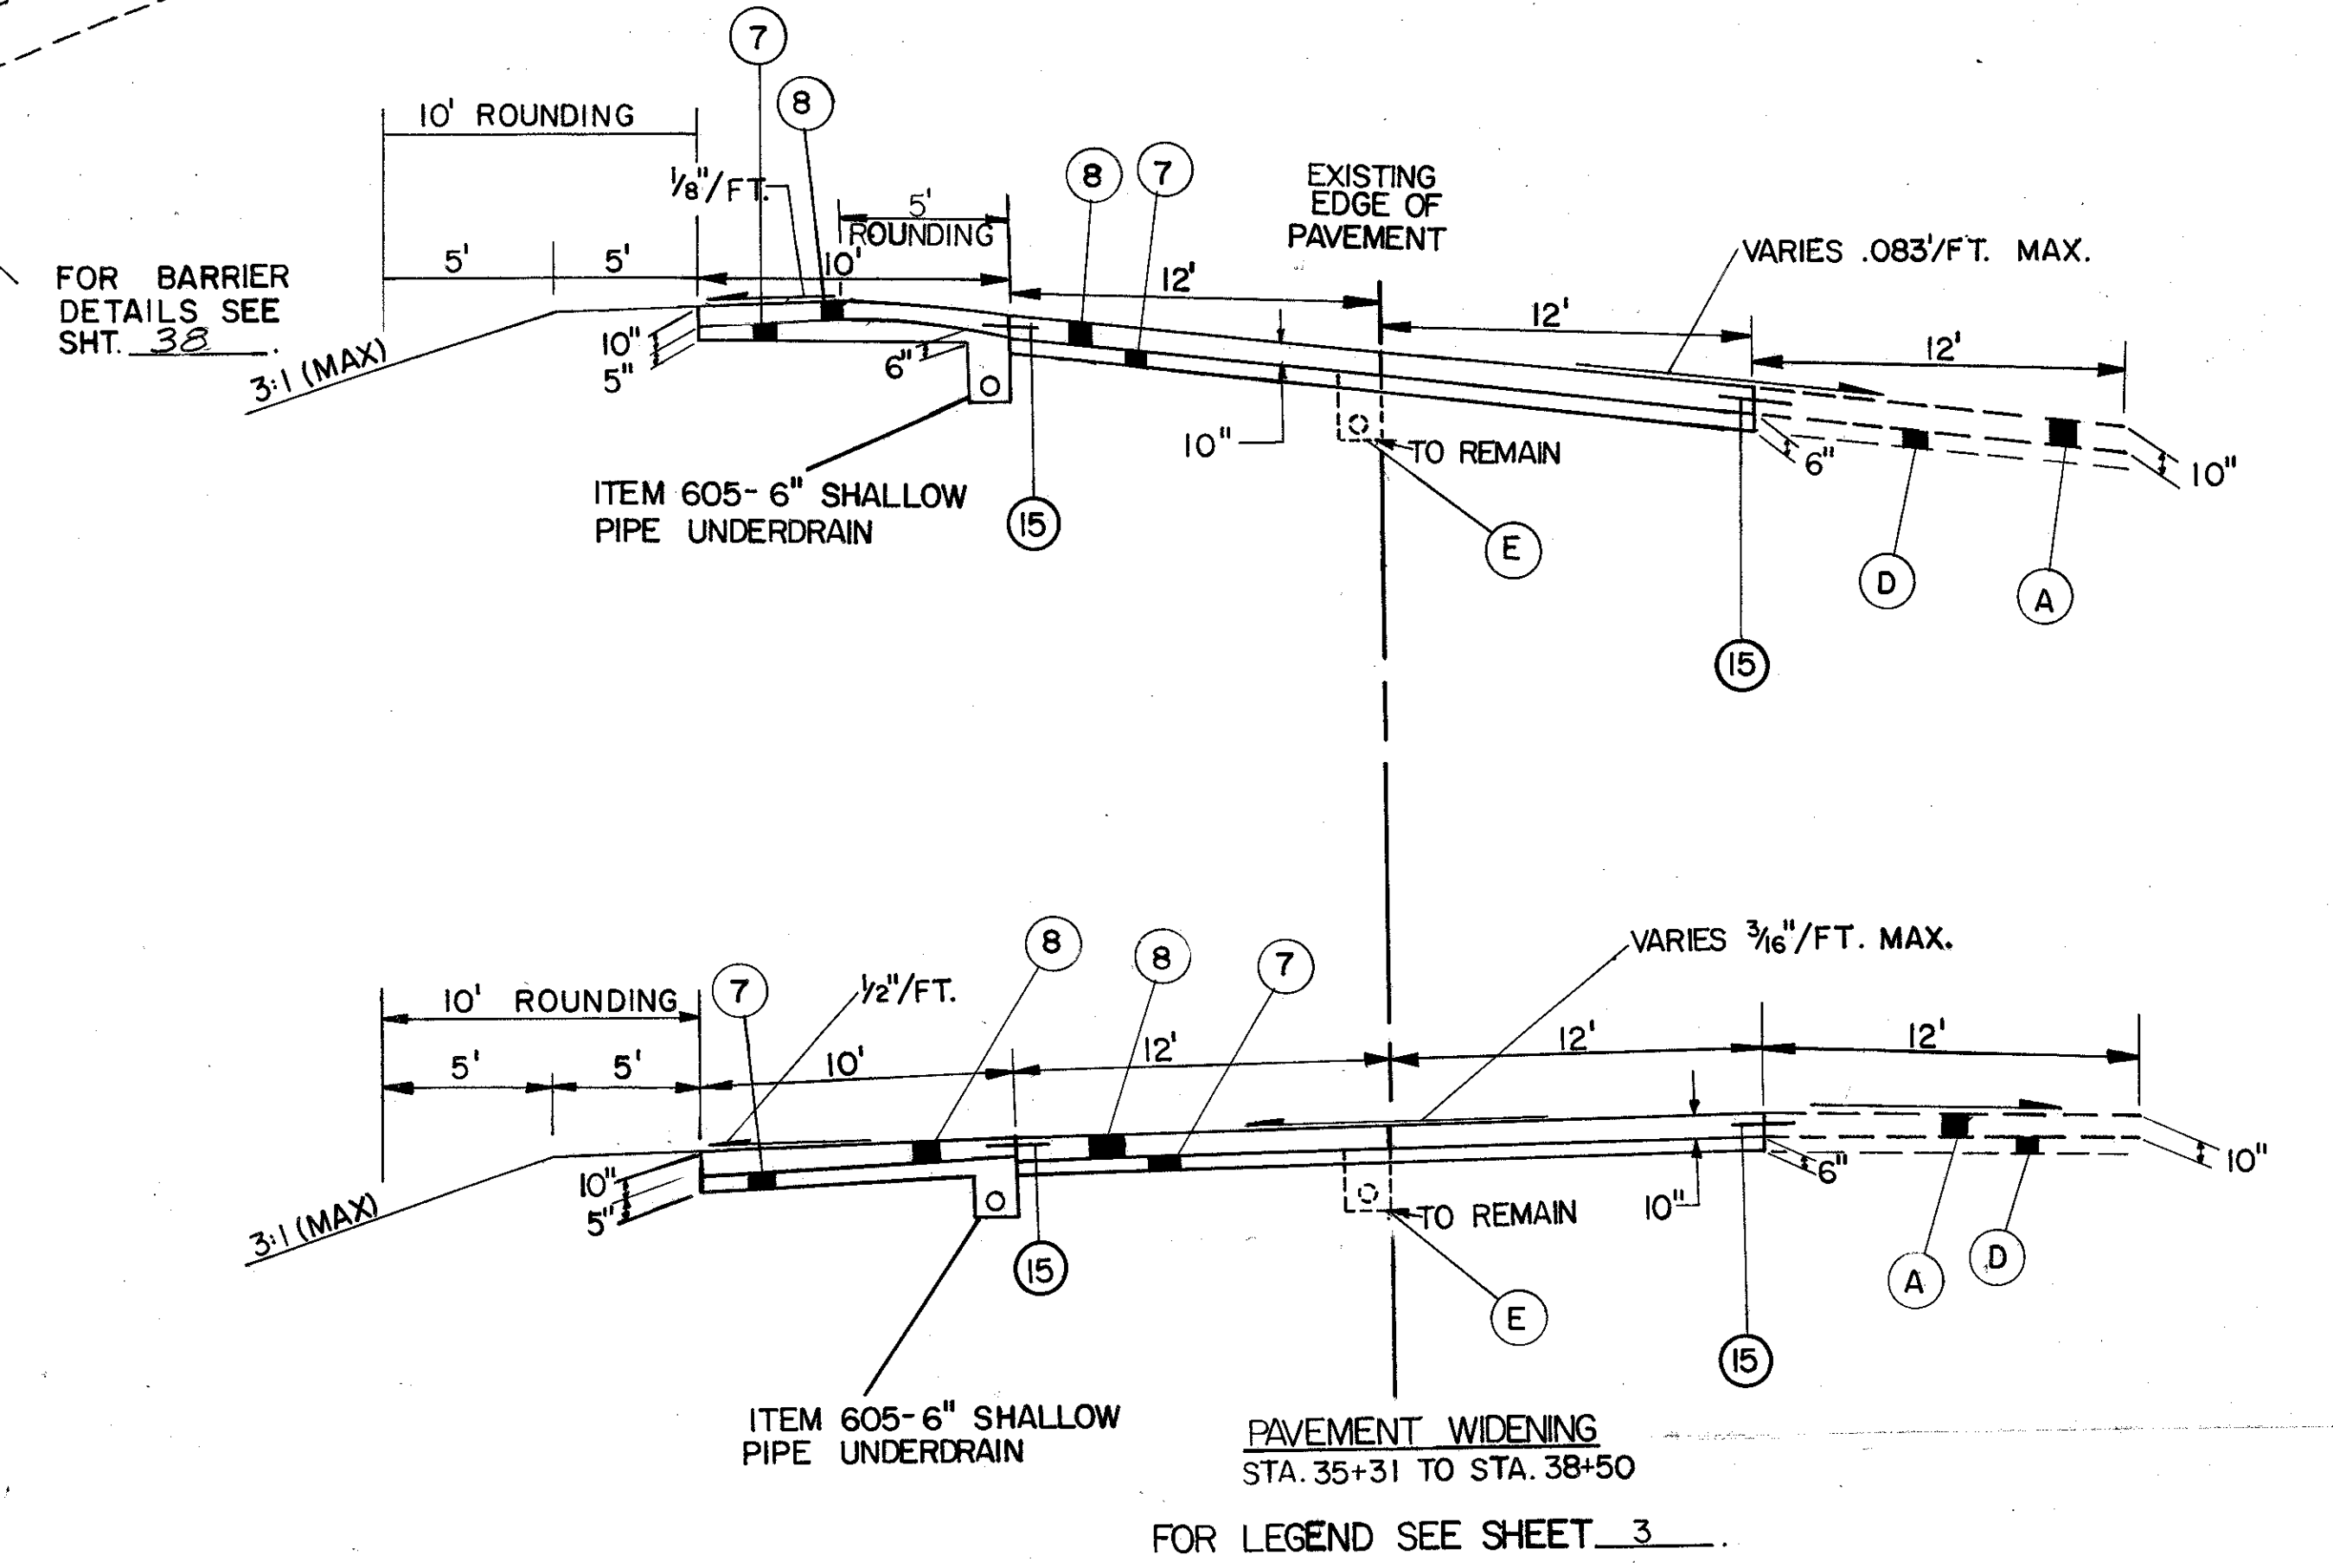 7
10' ROUNDING
8
1/8"/FT.
5'
ROUNDING
8
7
EXISTING
EDGE OF
PAVEMENT
VARIES .083'/FT. MAX.
FOR BARRIER
DETAILS SEE
SHT. 38.
5'
5'
10'
12'
12'
12'
3:1 (MAX)
10"
5"
6"
10"
TO REMAIN
6"
10"
ITEM 605-6" SHALLOW
PIPE UNDERDRAIN
15
E
D
A
15
8
8
7
VARIES 3/16"/FT. MAX.
10' ROUNDING
7
1/2"/FT.
5'
5'
10'
12'
12'
12'
3:1 (MAX)
10"
5"
TO REMAIN
10"
6"
10"
15
E
A
D
15
ITEM 605-6" SHALLOW
PIPE UNDERDRAIN
PAVEMENT WIDENING
STA. 35+31 TO STA. 38+50
FOR LEGEND SEE SHEET 3.